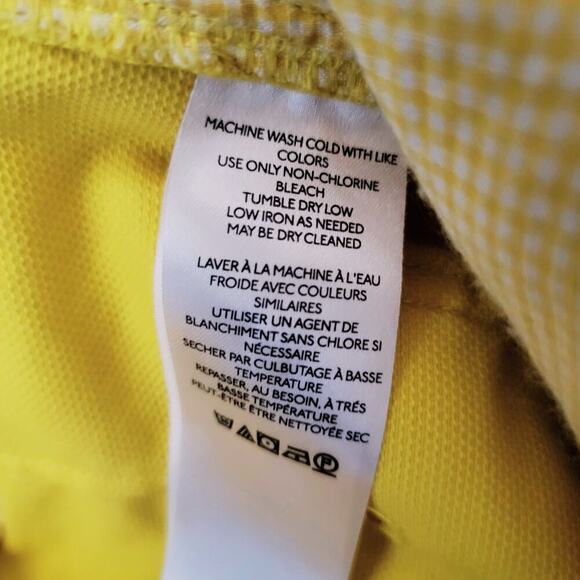 MACHINE WASH COLD WITH LIKE
COLORS
USE ONLY NON-CHLORINE
BLEACH
TUMBLE DRY LOW
LOW IRON AS NEEDED
MAY BE DRY CLEANED
LAVER À LA MACHINE À L'EAU
FROIDE AVEC COULEURS
SIMILAIRES
UTILISER UN AGENT DE
BLANCHIMENT SANS CHLORE SI
NÉCESSAIRE
SECHER PAR CULBUTAGE À BASSE
TEMPERATURE
REPASSER, AU BESOIN, À TRÉS
BASSE TEMPÉRATURE
PEUT-ÊTRE ÊTRE NETTOYÉE SEC
P